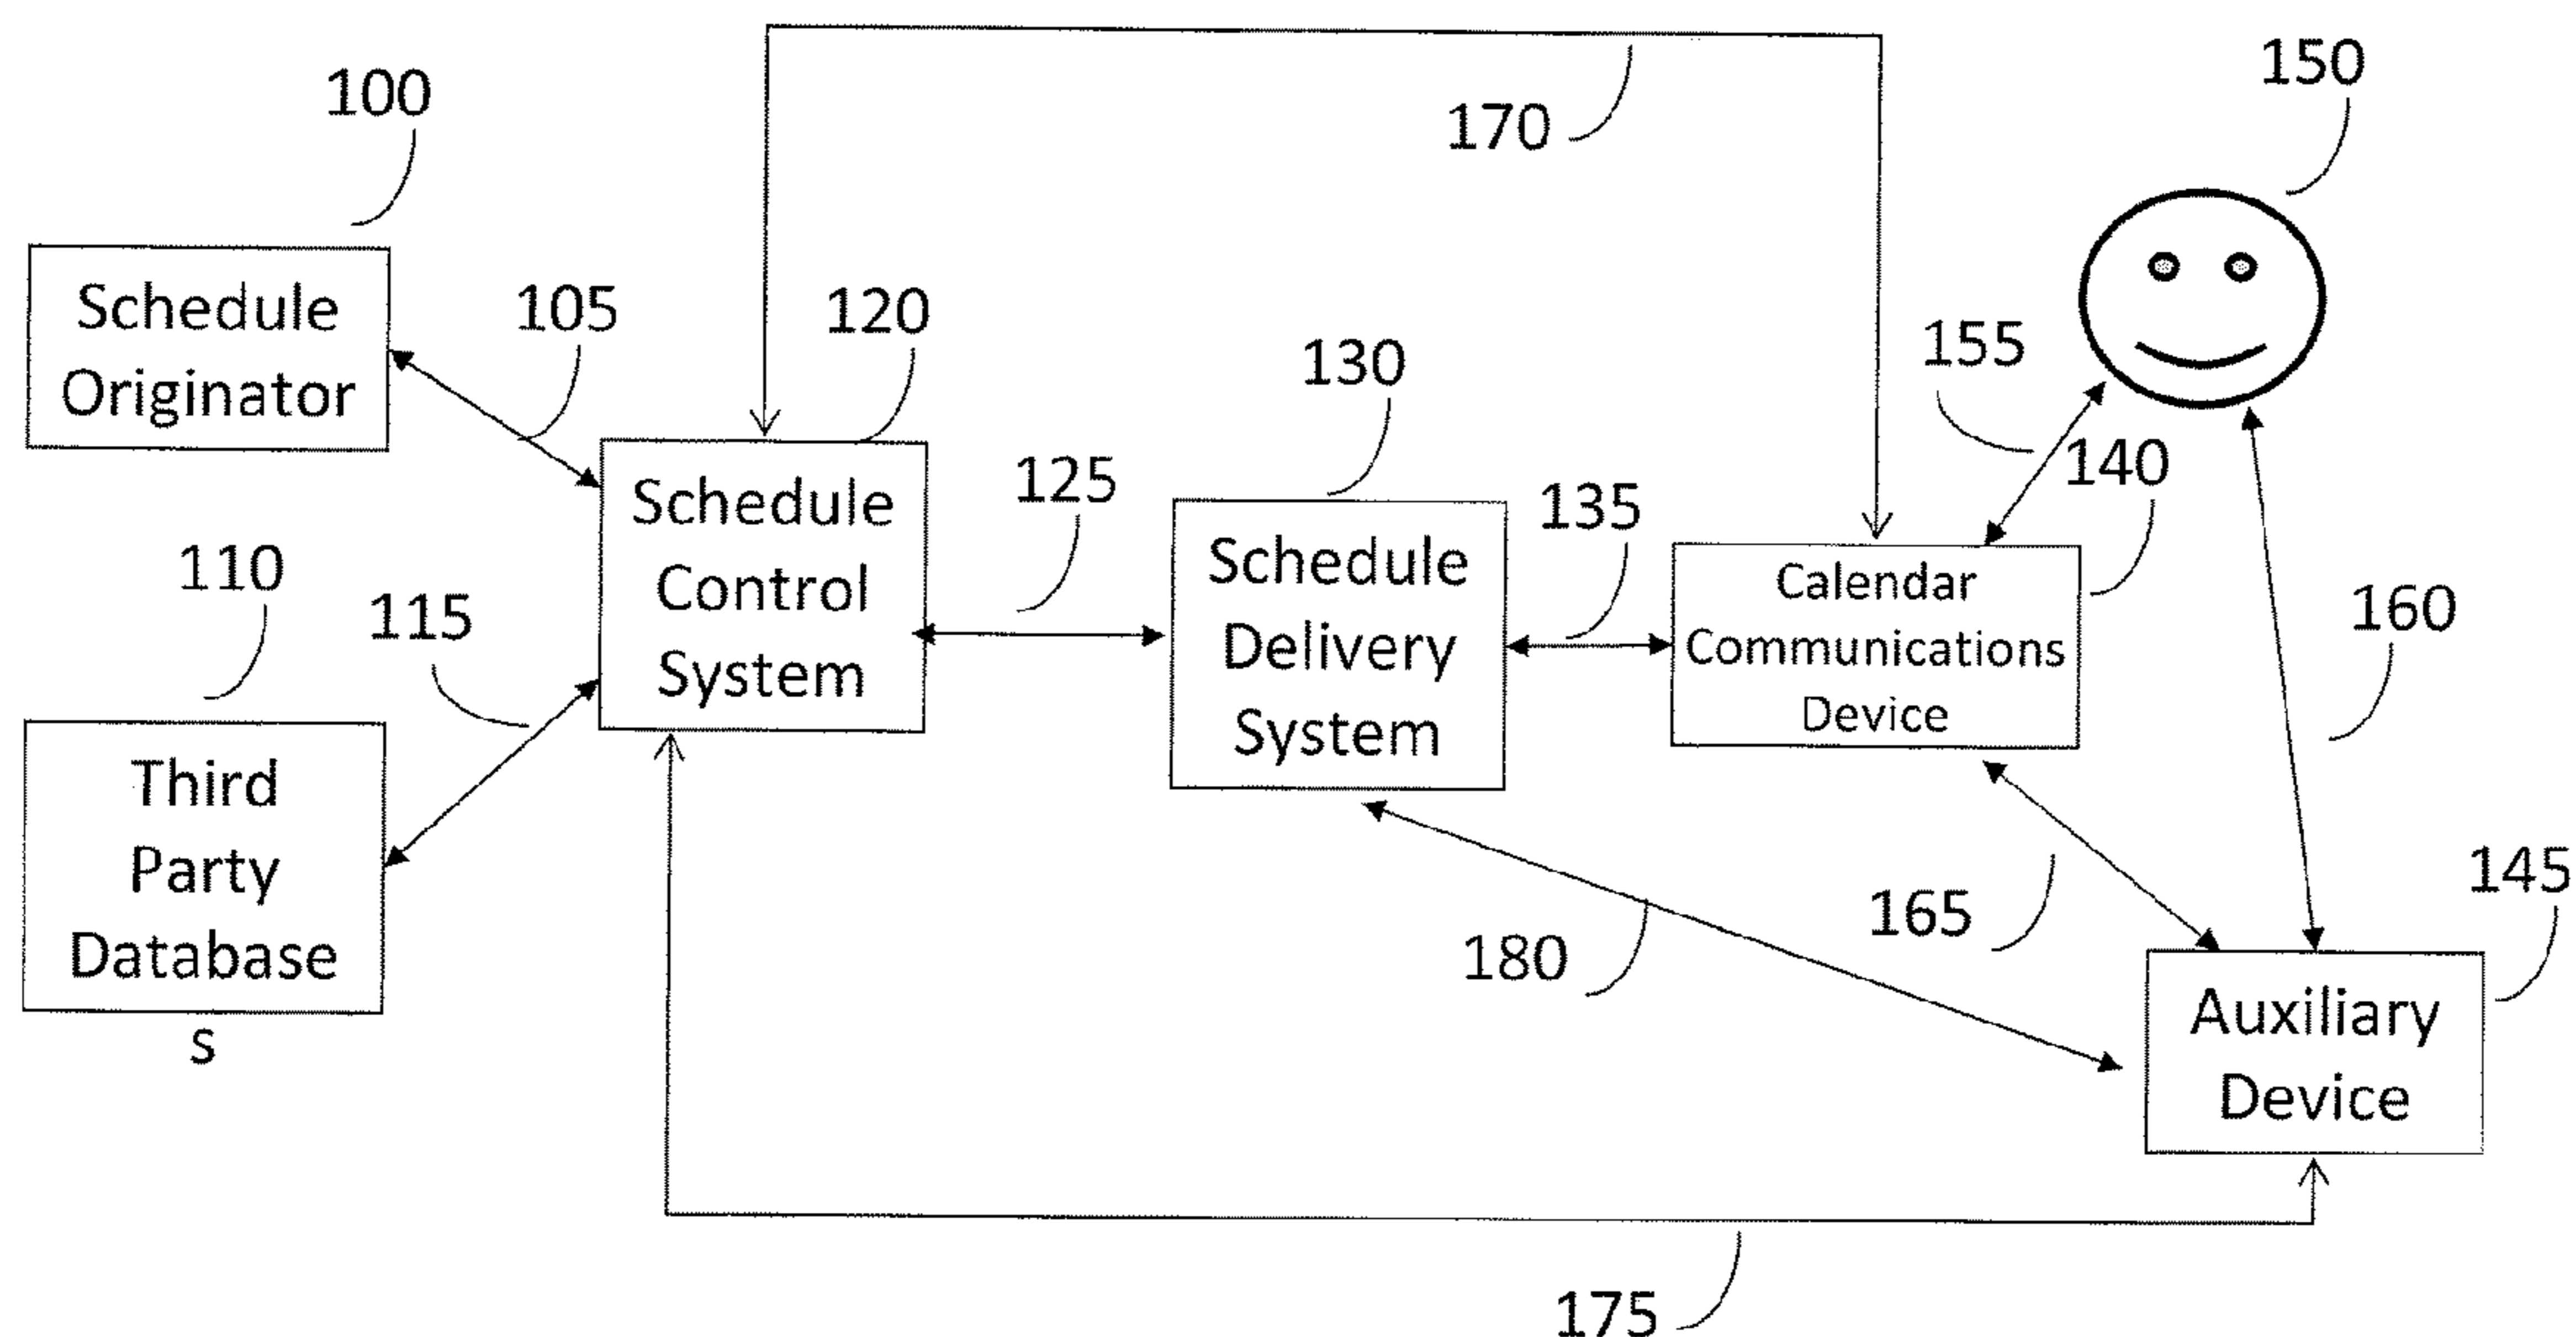 100
Schedule
Originator
105
110
115
Third
Party
Database
s
120
Schedule
Control
System
125
130
Schedule
Delivery
System
135
170
150
155
140
Calendar
Communications
Device
160
165
180
145
Auxiliary
Device
175